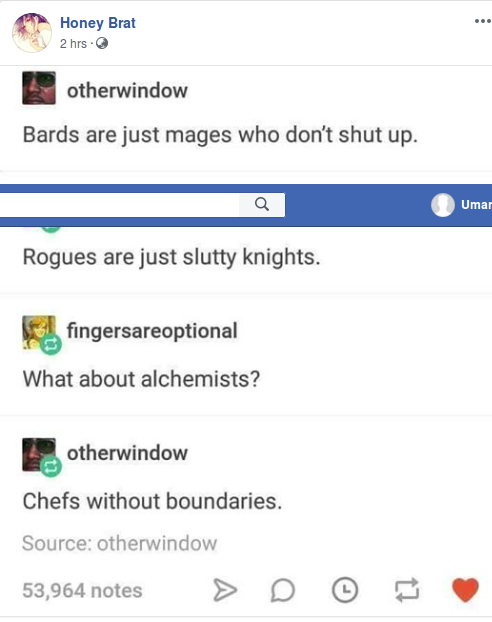 Honey Brat
2 hrs ·
otherwindow
Bards are just mages who don't shut up.
Umar
Rogues are just slutty knights.
fingersareoptional
What about alchemists?
otherwindow
Chefs without boundaries.
Source: otherwindow
53,964 notes